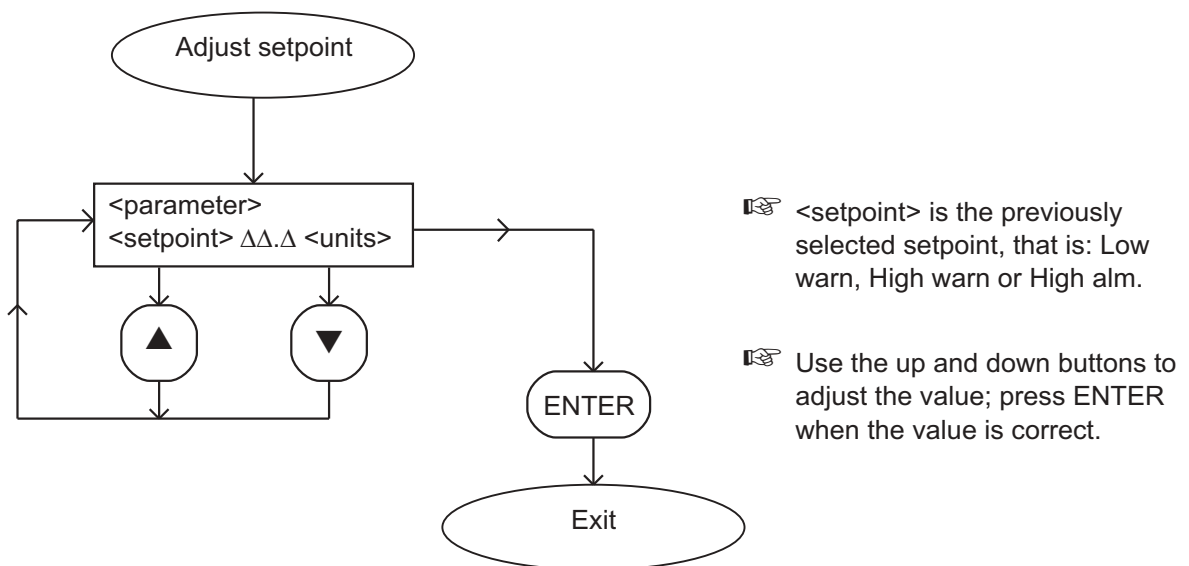 Adjust setpoint
<parameter>
<setpoint> ΔΔ.Δ <units>
▲
▼
ENTER
Exit
☞ <setpoint> is the previously
selected setpoint, that is: Low
warn, High warn or High alm.
☞ Use the up and down buttons to
adjust the value; press ENTER
when the value is correct.